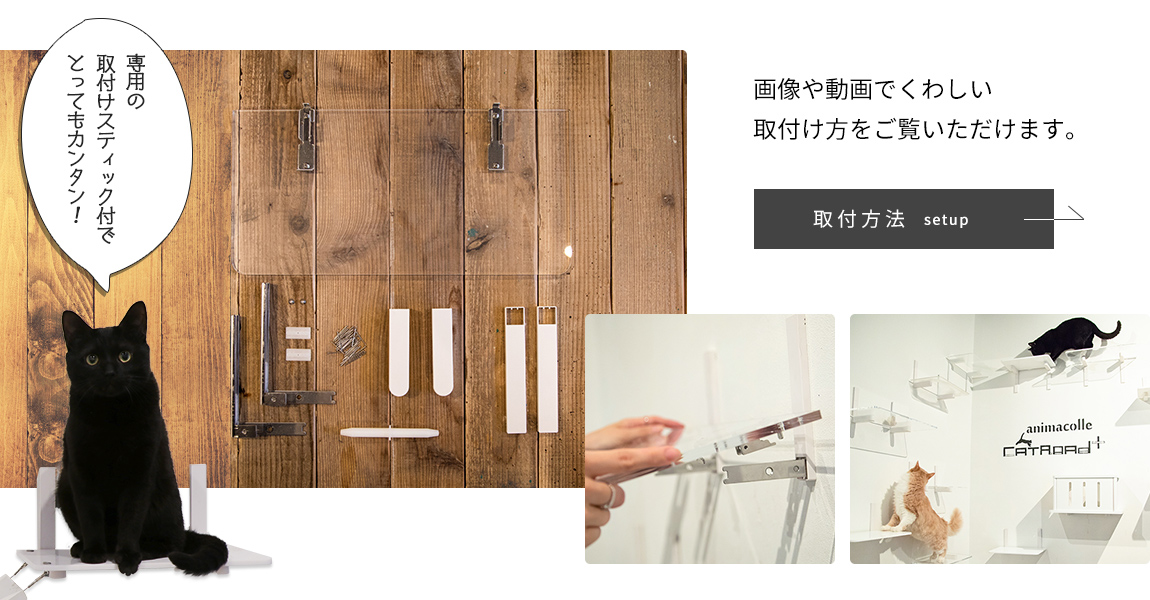 専用の
取付けスティック付で
とってもカンタン！
画像や動画でくわしい
取付け方をご覧いただけます。
取付方法 setup
animacolle
CATROAD+